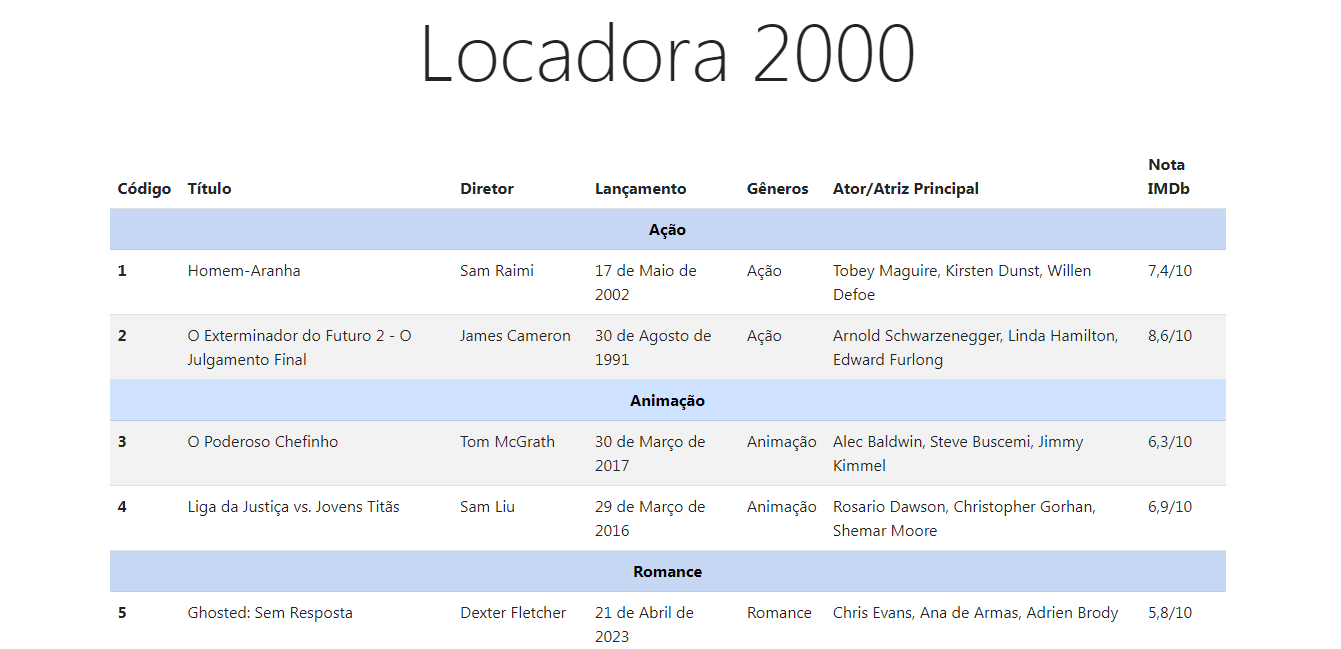 Locadora 2000
Código Título Diretor Lançamento Gêneros Ator/Atriz Principal Nota IMDb
Ação
1 Homem-Aranha Sam Raimi 17 de Maio de 2002 Ação Tobey Maguire, Kirsten Dunst, Willen Defoe 7,4/10
2 O Exterminador do Futuro 2 - O Julgamento Final James Cameron 30 de Agosto de 1991 Ação Arnold Schwarzenegger, Linda Hamilton, Edward Furlong 8,6/10
Animação
3 O Poderoso Chefinho Tom McGrath 30 de Março de 2017 Animação Alec Baldwin, Steve Buscemi, Jimmy Kimmel 6,3/10
4 Liga da Justiça vs. Jovens Titãs Sam Liu 29 de Março de 2016 Animação Rosario Dawson, Christopher Gorhan, Shemar Moore 6,9/10
Romance
5 Ghosted: Sem Resposta Dexter Fletcher 21 de Abril de 2023 Romance Chris Evans, Ana de Armas, Adrien Brody 5,8/10